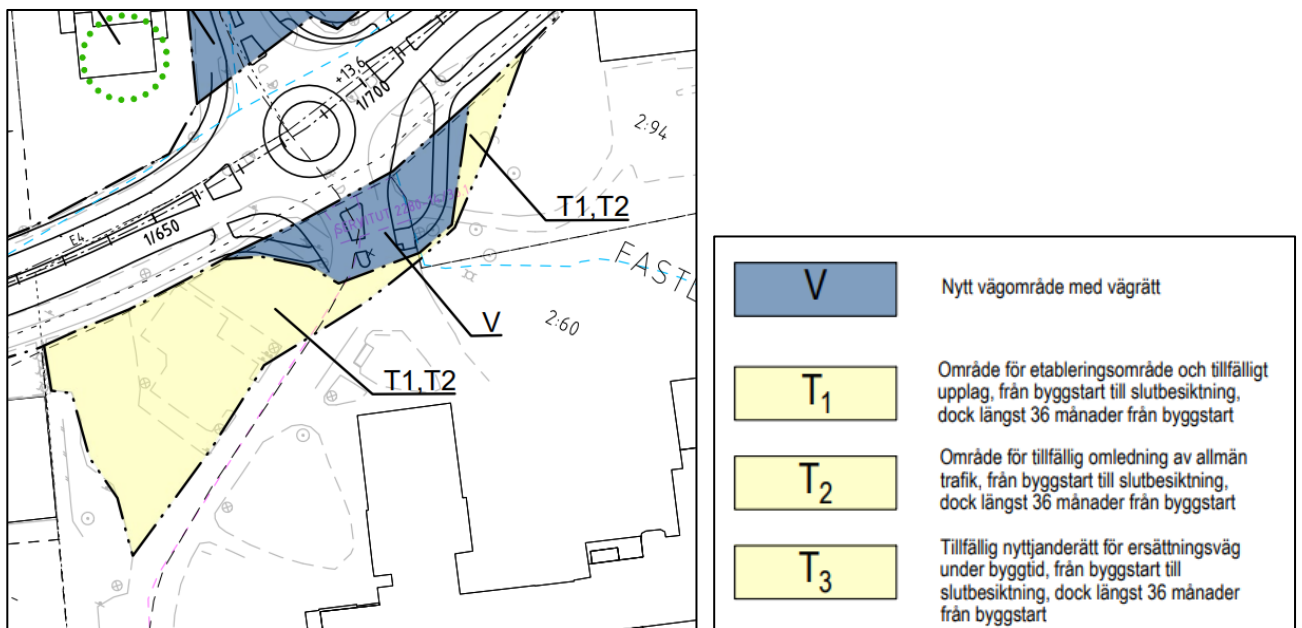 +13,6
1/700
2:94
T1,T2
SERVITUT 2280-
E4
1/650
V
2:60
T1,T2
V
Nytt vägområde med vägrätt
T1
Område för etableringsområde och tillfälligt
upplag, från byggstart till slutbesiktning,
dock längst 36 månader från byggstart
T2
Område för tillfällig omledning av allmän
trafik, från byggstart till slutbesiktning,
dock längst 36 månader från byggstart
T3
Tillfällig nyttjanderätt för ersättningsväg
under byggtid, från byggstart till
slutbesiktning, dock längst 36 månader
från byggstart